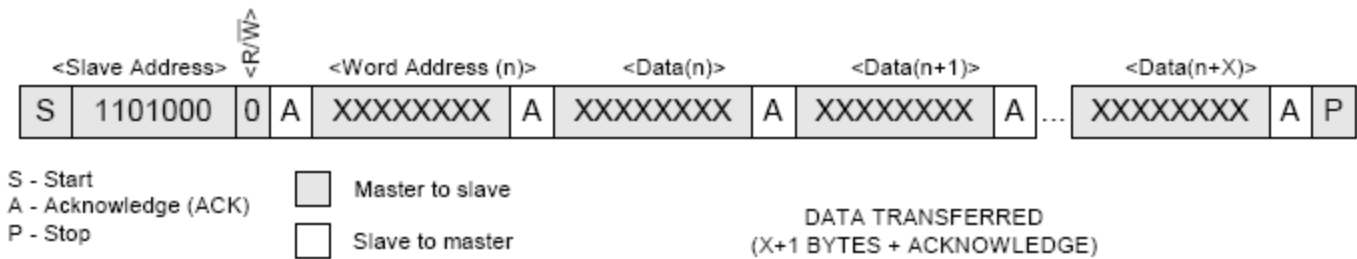 <Slave Address> <R/W̅> <Word Address (n)> <Data(n)> <Data(n+1)> <Data(n+X)>
S 1101000 0 A XXXXXXXX A XXXXXXXX A XXXXXXXX A ... XXXXXXXX A P
S - Start
A - Acknowledge (ACK)
P - Stop
Master to slave
Slave to master
DATA TRANSFERRED
(X+1 BYTES + ACKNOWLEDGE)